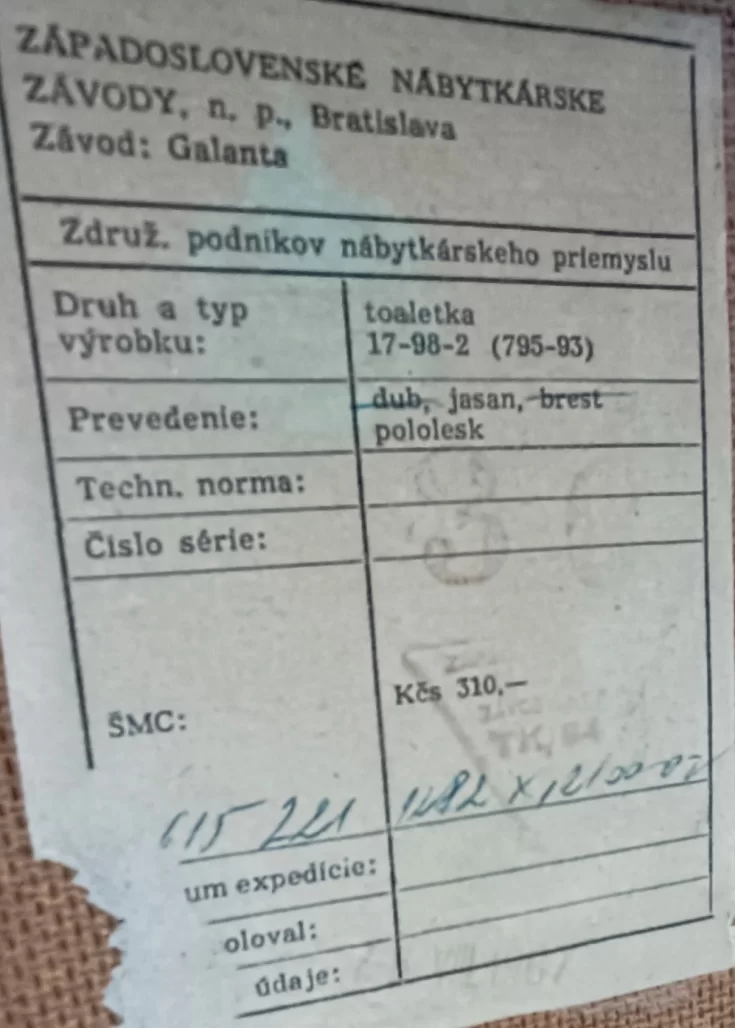 ZÁPADOSLOVENSKÉ NÁBYTKÁRSKE
ZÁVODY, n. p., Bratislava
Závod: Galanta
Združ. podnikov nábytkárskeho priemyslu
Druh a typ
výrobku:
toaletka
17-98-2 (795-93)
Prevedenie:
dub, jasan, brest
pololesk
Techn. norma:
Číslo série:
ŠMC:
Kčs 310,—
615 221
um expedície:
oloval:
údaje: